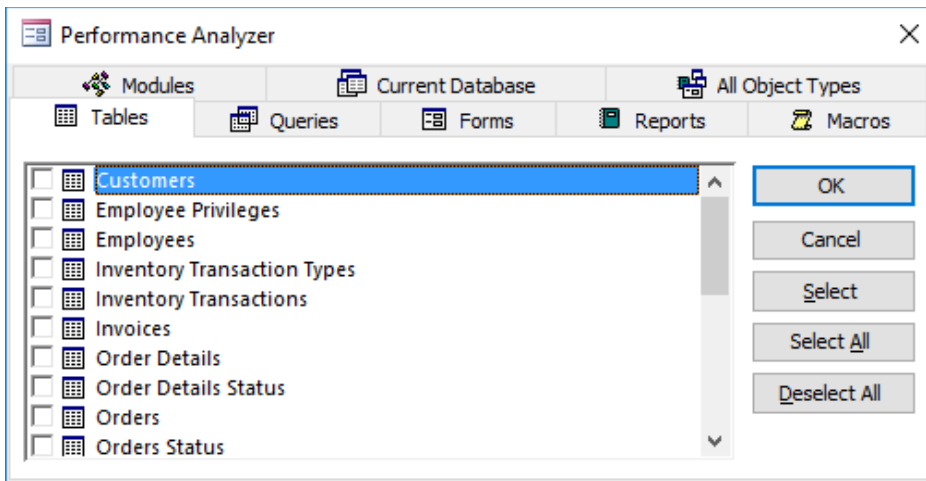 Performance Analyzer
Modules
Current Database
All Object Types
Tables
Queries
Forms
Reports
Macros
Customers
Employee Privileges
Employees
Inventory Transaction Types
Inventory Transactions
Invoices
Order Details
Order Details Status
Orders
Orders Status
OK
Cancel
Select
Select All
Deselect All